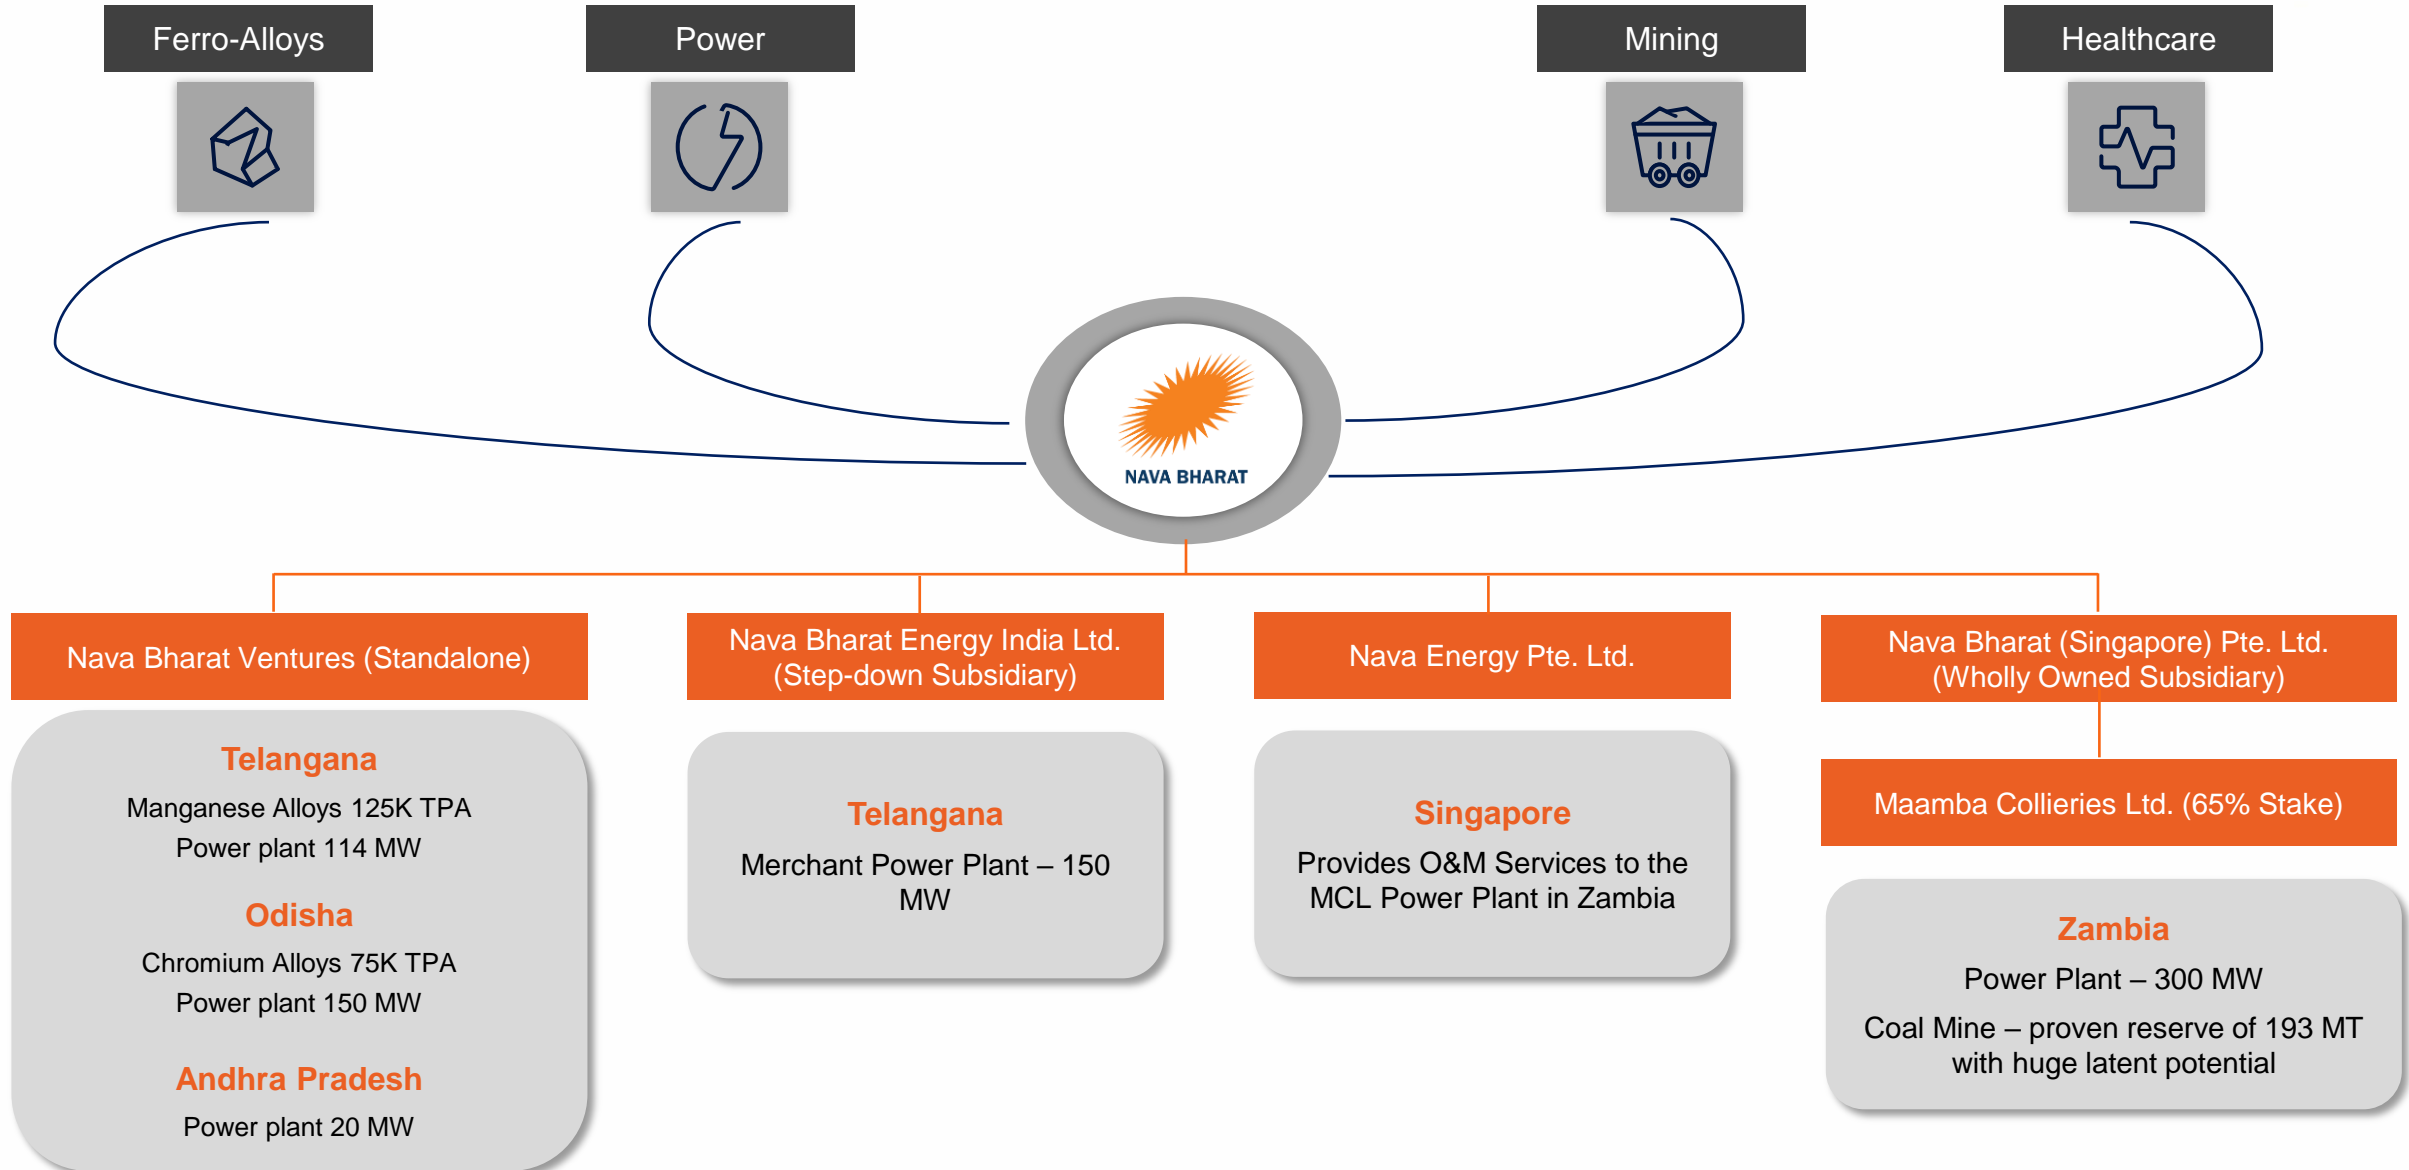 Ferro-Alloys
Power
Mining
Healthcare
NAVA BHARAT
Nava Bharat Ventures (Standalone)
Telangana
Manganese Alloys 125K TPA
Power plant 114 MW
Odisha
Chromium Alloys 75K TPA
Power plant 150 MW
Andhra Pradesh
Power plant 20 MW
Nava Bharat Energy India Ltd.
(Step-down Subsidiary)
Telangana
Merchant Power Plant – 150
MW
Nava Energy Pte. Ltd.
Singapore
Provides O&M Services to the
MCL Power Plant in Zambia
Nava Bharat (Singapore) Pte. Ltd.
(Wholly Owned Subsidiary)
Maamba Collieries Ltd. (65% Stake)
Zambia
Power Plant – 300 MW
Coal Mine – proven reserve of 193 MT
with huge latent potential